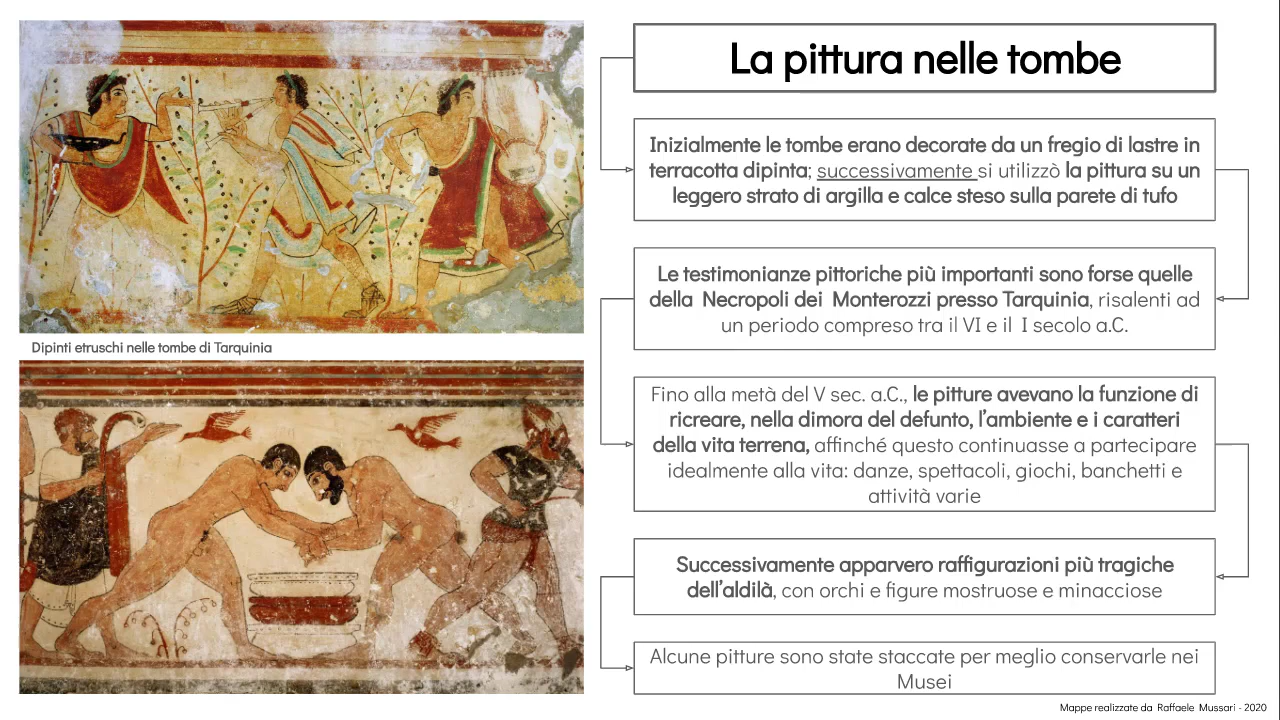 La pittura nelle tombe
Inizialmente le tombe erano decorate da un fregio di lastre in
terracotta dipinta; successivamente si utilizzò la pittura su un
leggero strato di argilla e calce steso sulla parete di tufo
Le testimonianze pittoriche più importanti sono forse quelle
della Necropoli dei Monterozzi presso Tarquinia, risalenti ad
un periodo compreso tra il VI e il I secolo a.C.
Fino alla metà del V sec. a.C., le pitture avevano la funzione di
ricreare, nella dimora del defunto, l'ambiente e i caratteri
della vita terrena, affinché questo continuasse a partecipare
idealmente alla vita: danze, spettacoli, giochi, banchetti e
attività varie
Successivamente apparvero raffigurazioni più tragiche
dell'aldilà, con orchi e figure mostruose e minacciose
Alcune pitture sono state staccate per meglio conservarle nei
Musei
Dipinti etruschi nelle tombe di Tarquinia
Mappe realizzate da Raffaele Mussari - 2020